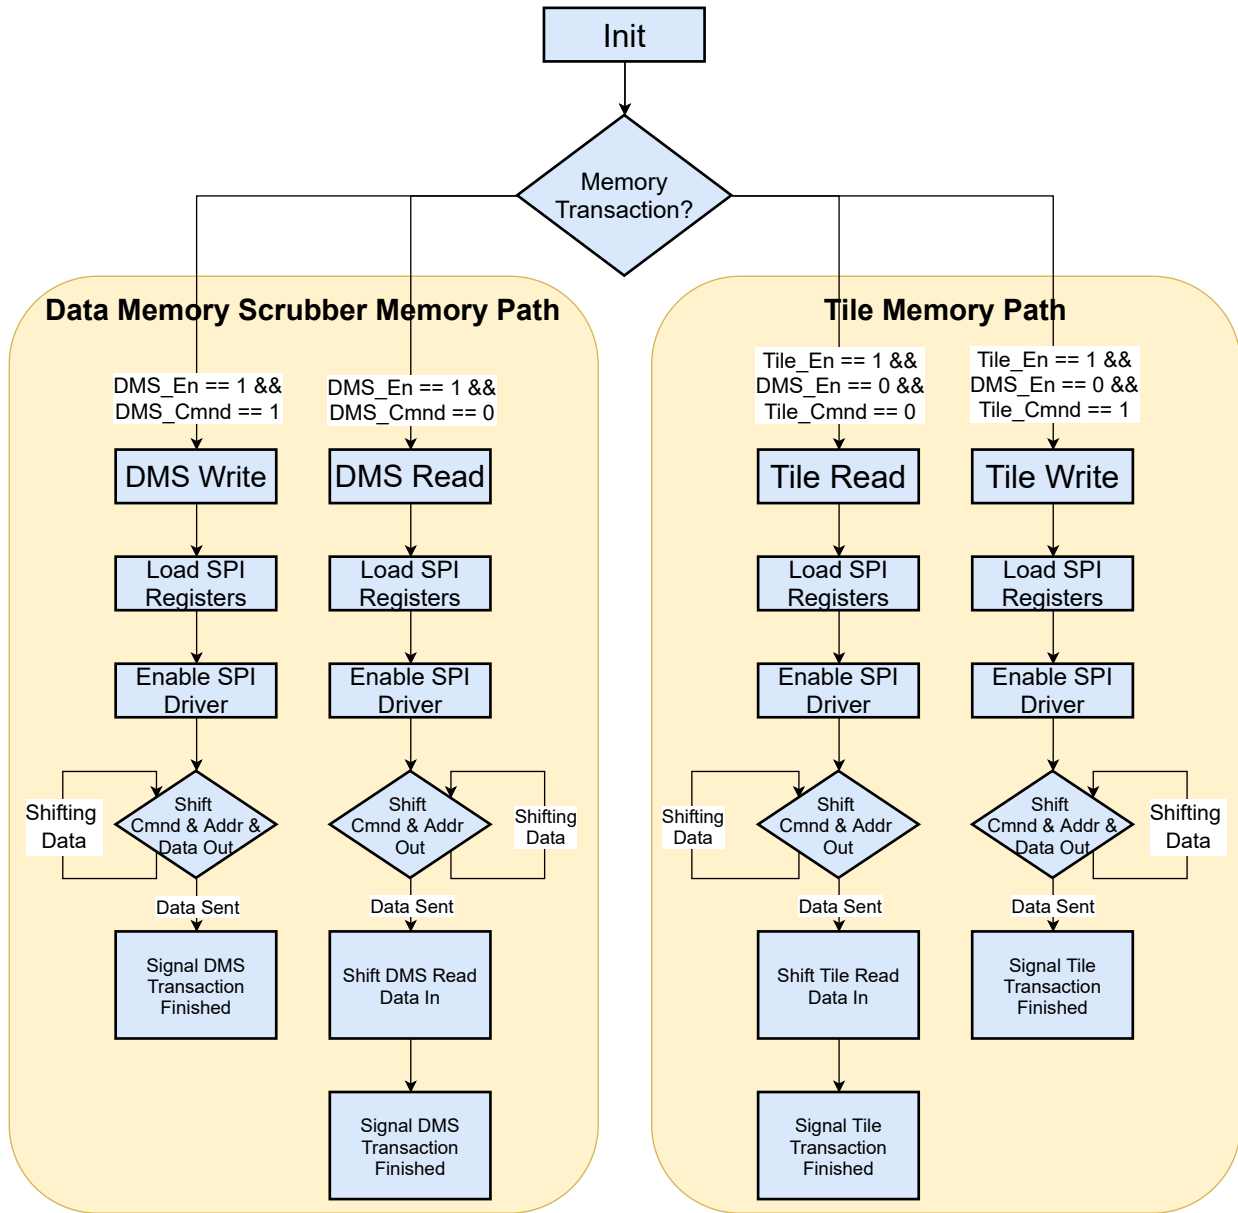 Init
Memory
Transaction?
Data Memory Scrubber Memory Path
DMS_En == 1 &&
DMS_Cmnd == 1
DMS Write
Load SPI
Registers
Enable SPI
Driver
Shifting
Data
Shift
Cmnd & Addr &
Data Out
Data Sent
Signal DMS
Transaction
Finished
DMS_En == 1 &&
DMS_Cmnd == 0
DMS Read
Load SPI
Registers
Enable SPI
Driver
Shift
Cmnd & Addr
Out
Shifting
Data
Data Sent
Shift DMS Read
Data In
Signal DMS
Transaction
Finished
Tile Memory Path
Tile_En == 1 &&
DMS_En == 0 &&
Tile_Cmnd == 0
Tile Read
Load SPI
Registers
Enable SPI
Driver
Shifting
Data
Shift
Cmnd & Addr
Out
Data Sent
Shift Tile Read
Data In
Signal Tile
Transaction
Finished
Tile_En == 1 &&
DMS_En == 0 &&
Tile_Cmnd == 1
Tile Write
Load SPI
Registers
Enable SPI
Driver
Shift
Cmnd & Addr &
Data Out
Shifting
Data
Data Sent
Signal Tile
Transaction
Finished